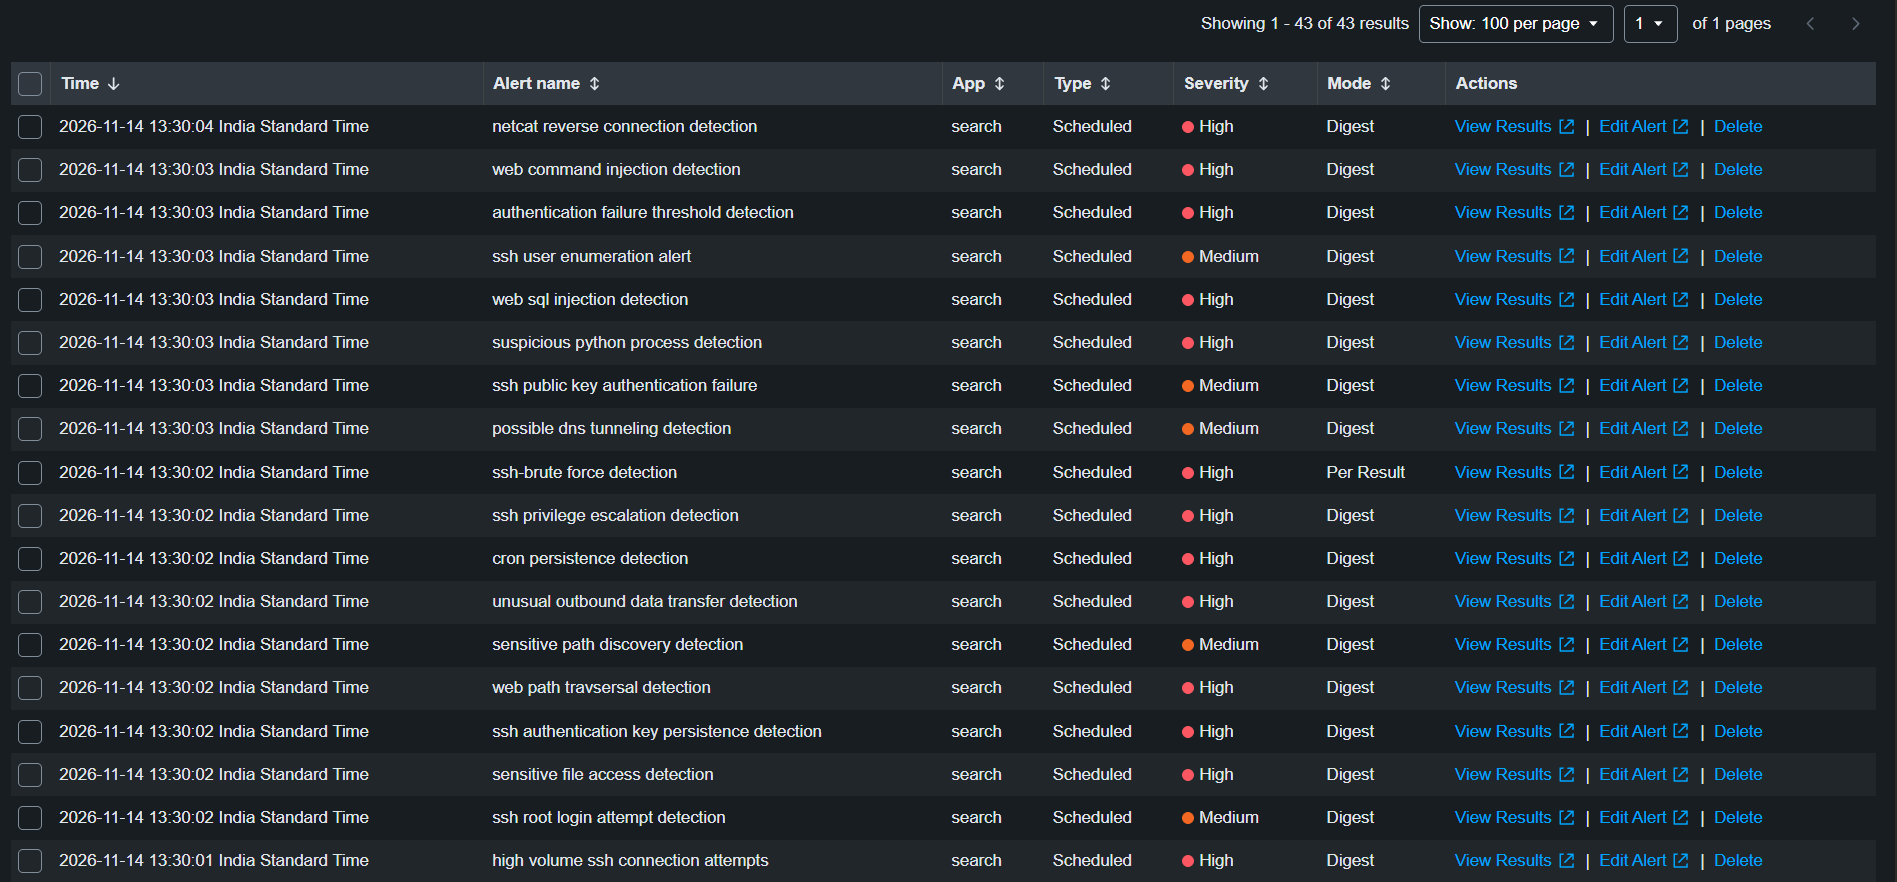 Showing 1 - 43 of 43 results Show: 100 per page 1 of 1 pages
Time Alert name App Type Severity Mode Actions
2026-11-14 13:30:04 India Standard Time netcat reverse connection detection search Scheduled High Digest View Results | Edit Alert | Delete
2026-11-14 13:30:03 India Standard Time web command injection detection search Scheduled High Digest View Results | Edit Alert | Delete
2026-11-14 13:30:03 India Standard Time authentication failure threshold detection search Scheduled High Digest View Results | Edit Alert | Delete
2026-11-14 13:30:03 India Standard Time ssh user enumeration alert search Scheduled Medium Digest View Results | Edit Alert | Delete
2026-11-14 13:30:03 India Standard Time web sql injection detection search Scheduled High Digest View Results | Edit Alert | Delete
2026-11-14 13:30:03 India Standard Time suspicious python process detection search Scheduled High Digest View Results | Edit Alert | Delete
2026-11-14 13:30:03 India Standard Time ssh public key authentication failure search Scheduled Medium Digest View Results | Edit Alert | Delete
2026-11-14 13:30:03 India Standard Time possible dns tunneling detection search Scheduled Medium Digest View Results | Edit Alert | Delete
2026-11-14 13:30:02 India Standard Time ssh-brute force detection search Scheduled High Per Result View Results | Edit Alert | Delete
2026-11-14 13:30:02 India Standard Time ssh privilege escalation detection search Scheduled High Digest View Results | Edit Alert | Delete
2026-11-14 13:30:02 India Standard Time cron persistence detection search Scheduled High Digest View Results | Edit Alert | Delete
2026-11-14 13:30:02 India Standard Time unusual outbound data transfer detection search Scheduled High Digest View Results | Edit Alert | Delete
2026-11-14 13:30:02 India Standard Time sensitive path discovery detection search Scheduled Medium Digest View Results | Edit Alert | Delete
2026-11-14 13:30:02 India Standard Time web path travsersal detection search Scheduled High Digest View Results | Edit Alert | Delete
2026-11-14 13:30:02 India Standard Time ssh authentication key persistence detection search Scheduled High Digest View Results | Edit Alert | Delete
2026-11-14 13:30:02 India Standard Time sensitive file access detection search Scheduled High Digest View Results | Edit Alert | Delete
2026-11-14 13:30:02 India Standard Time ssh root login attempt detection search Scheduled Medium Digest View Results | Edit Alert | Delete
2026-11-14 13:30:01 India Standard Time high volume ssh connection attempts search Scheduled High Digest View Results | Edit Alert | Delete